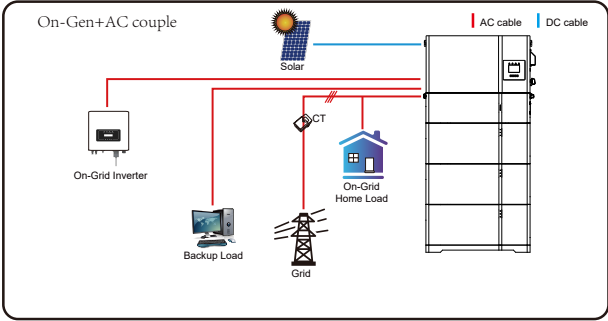 On-Gen+AC couple
AC cable
DC cable
Solar
CT
On-Grid Inverter
On-Grid
Home Load
Backup Load
Grid